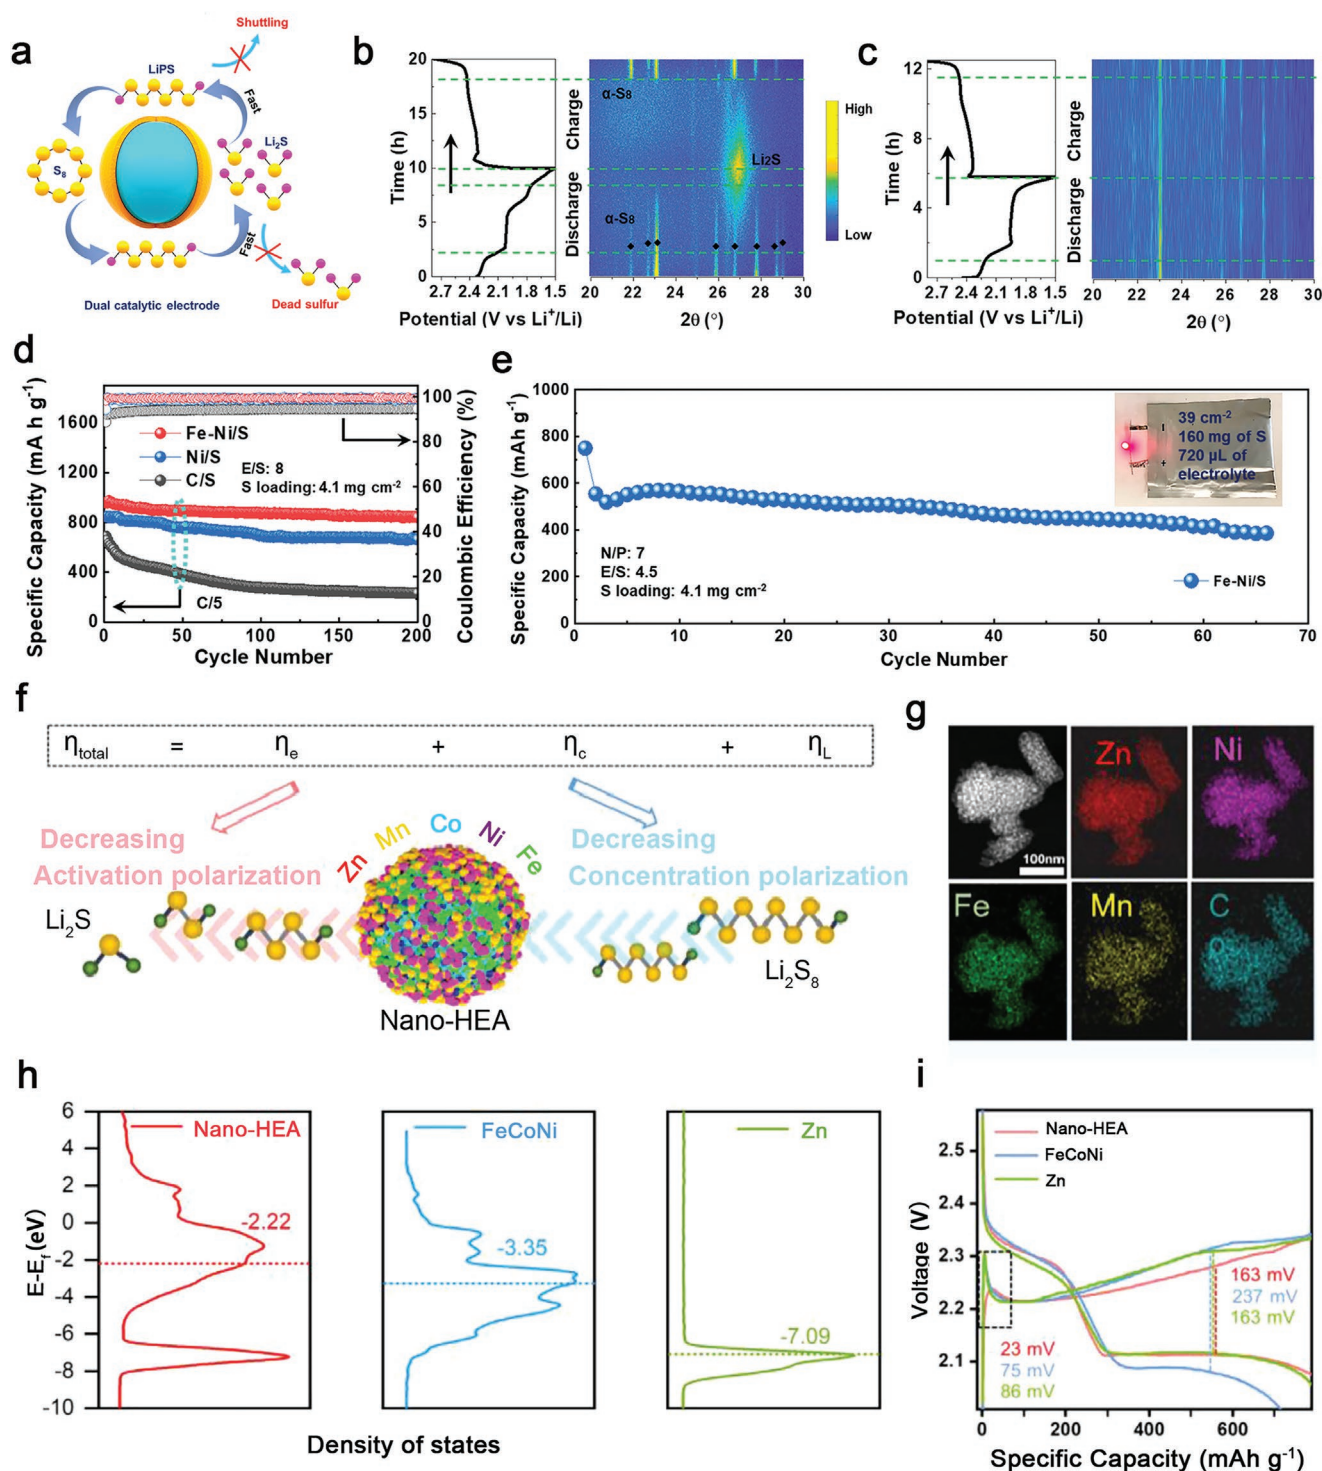 a
Shuttling
LiPS
Fast
Li₂S
S₈
Fast
Dual catalytic electrode
Dead sulfur
b
Time (h)
20
15
10
5
0
2.7 2.4 2.1 1.8 1.5
Potential (V vs Li⁺/Li)
Charge
Discharge
α-S₈
Li₂S
α-S₈
20 22 24 26 28 30
2θ (°)
High
Low
c
Time (h)
12
8
4
0
2.7 2.4 2.1 1.8 1.5
Potential (V vs Li⁺/Li)
Charge
Discharge
20 22 24 26 28 30
2θ (°)
d
Specific Capacity (mA h g⁻¹)
1600
1200
800
400
0
Fe-Ni/S
Ni/S
C/S
E/S: 8
S loading: 4.1 mg cm⁻²
C/5
0 50 100 150 200
Cycle Number
100
80
60
40
20
0
Coulombic Efficiency (%)
e
Specific Capacity (mAh g⁻¹)
1000
800
600
400
200
0
39 cm⁻²
160 mg of S
720 µL of
electrolyte
N/P: 7
E/S: 4.5
S loading: 4.1 mg cm⁻²
Fe-Ni/S
0 10 20 30 40 50 60 70
Cycle Number
f
η_total = η_e + η_c + η_L
Decreasing
Activation polarization
Zn Mn Co Ni Fe
Decreasing
Concentration polarization
Li₂S
Li₂S₈
Nano-HEA
g
100nm
Zn
Ni
Fe
Mn
C
o
h
E-E_f (eV)
6
4
2
0
-2
-4
-6
-8
-10
Nano-HEA
-2.22
FeCoNi
-3.35
Zn
-7.09
Density of states
i
Voltage (V)
2.5
2.4
2.3
2.2
2.1
Nano-HEA
FeCoNi
Zn
163 mV
237 mV
163 mV
23 mV
75 mV
86 mV
0 200 400 600
Specific Capacity (mAh g⁻¹)